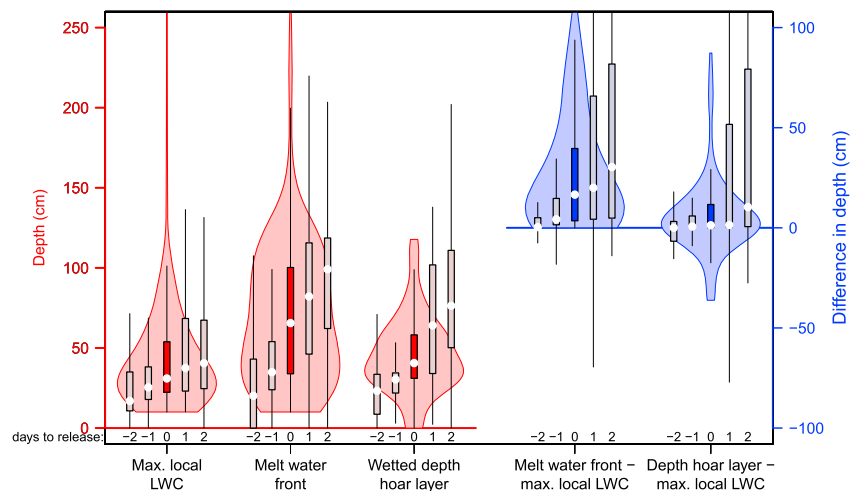 250
200
150
100
50
0
Depth (cm)
100
50
0
−50
−100
Difference in depth (cm)
days to release: −2 −1 0 1 2 −2 −1 0 1 2 −2 −1 0 1 2 −2 −1 0 1 2 −2 −1 0 1 2
Max. local
LWC
Melt water
front
Wetted depth
hoar layer
Melt water front −
max. local LWC
Depth hoar layer −
max. local LWC